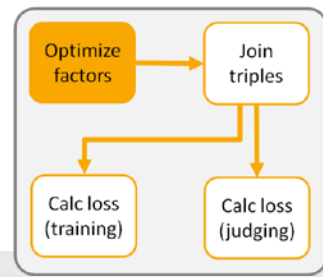 Optimize
factors
Join
triples
Calc loss
(training)
Calc loss
(judging)